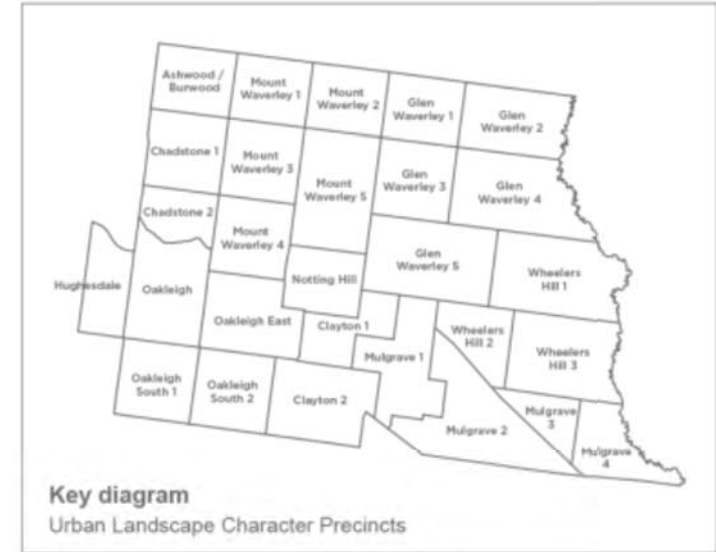 Ashwood /
Burwood
Mount
Waverley 1
Mount
Waverley 2
Glen
Waverley 1
Glen
Waverley 2
Chadstone 1
Mount
Waverley 3
Mount
Waverley 5
Glen
Waverley 3
Glen
Waverley 4
Chadstone 2
Mount
Waverley 4
Glen
Waverley 5
Wheelers
Hill 1
Hughesdale
Oakleigh
Notting Hill
Oakleigh East
Clayton 1
Mulgrave 1
Wheelers
Hill 2
Wheelers
Hill 3
Oakleigh
South 1
Oakleigh
South 2
Clayton 2
Mulgrave 2
Mulgrave
3
Mulgrave
4
Key diagram
Urban Landscape Character Precincts